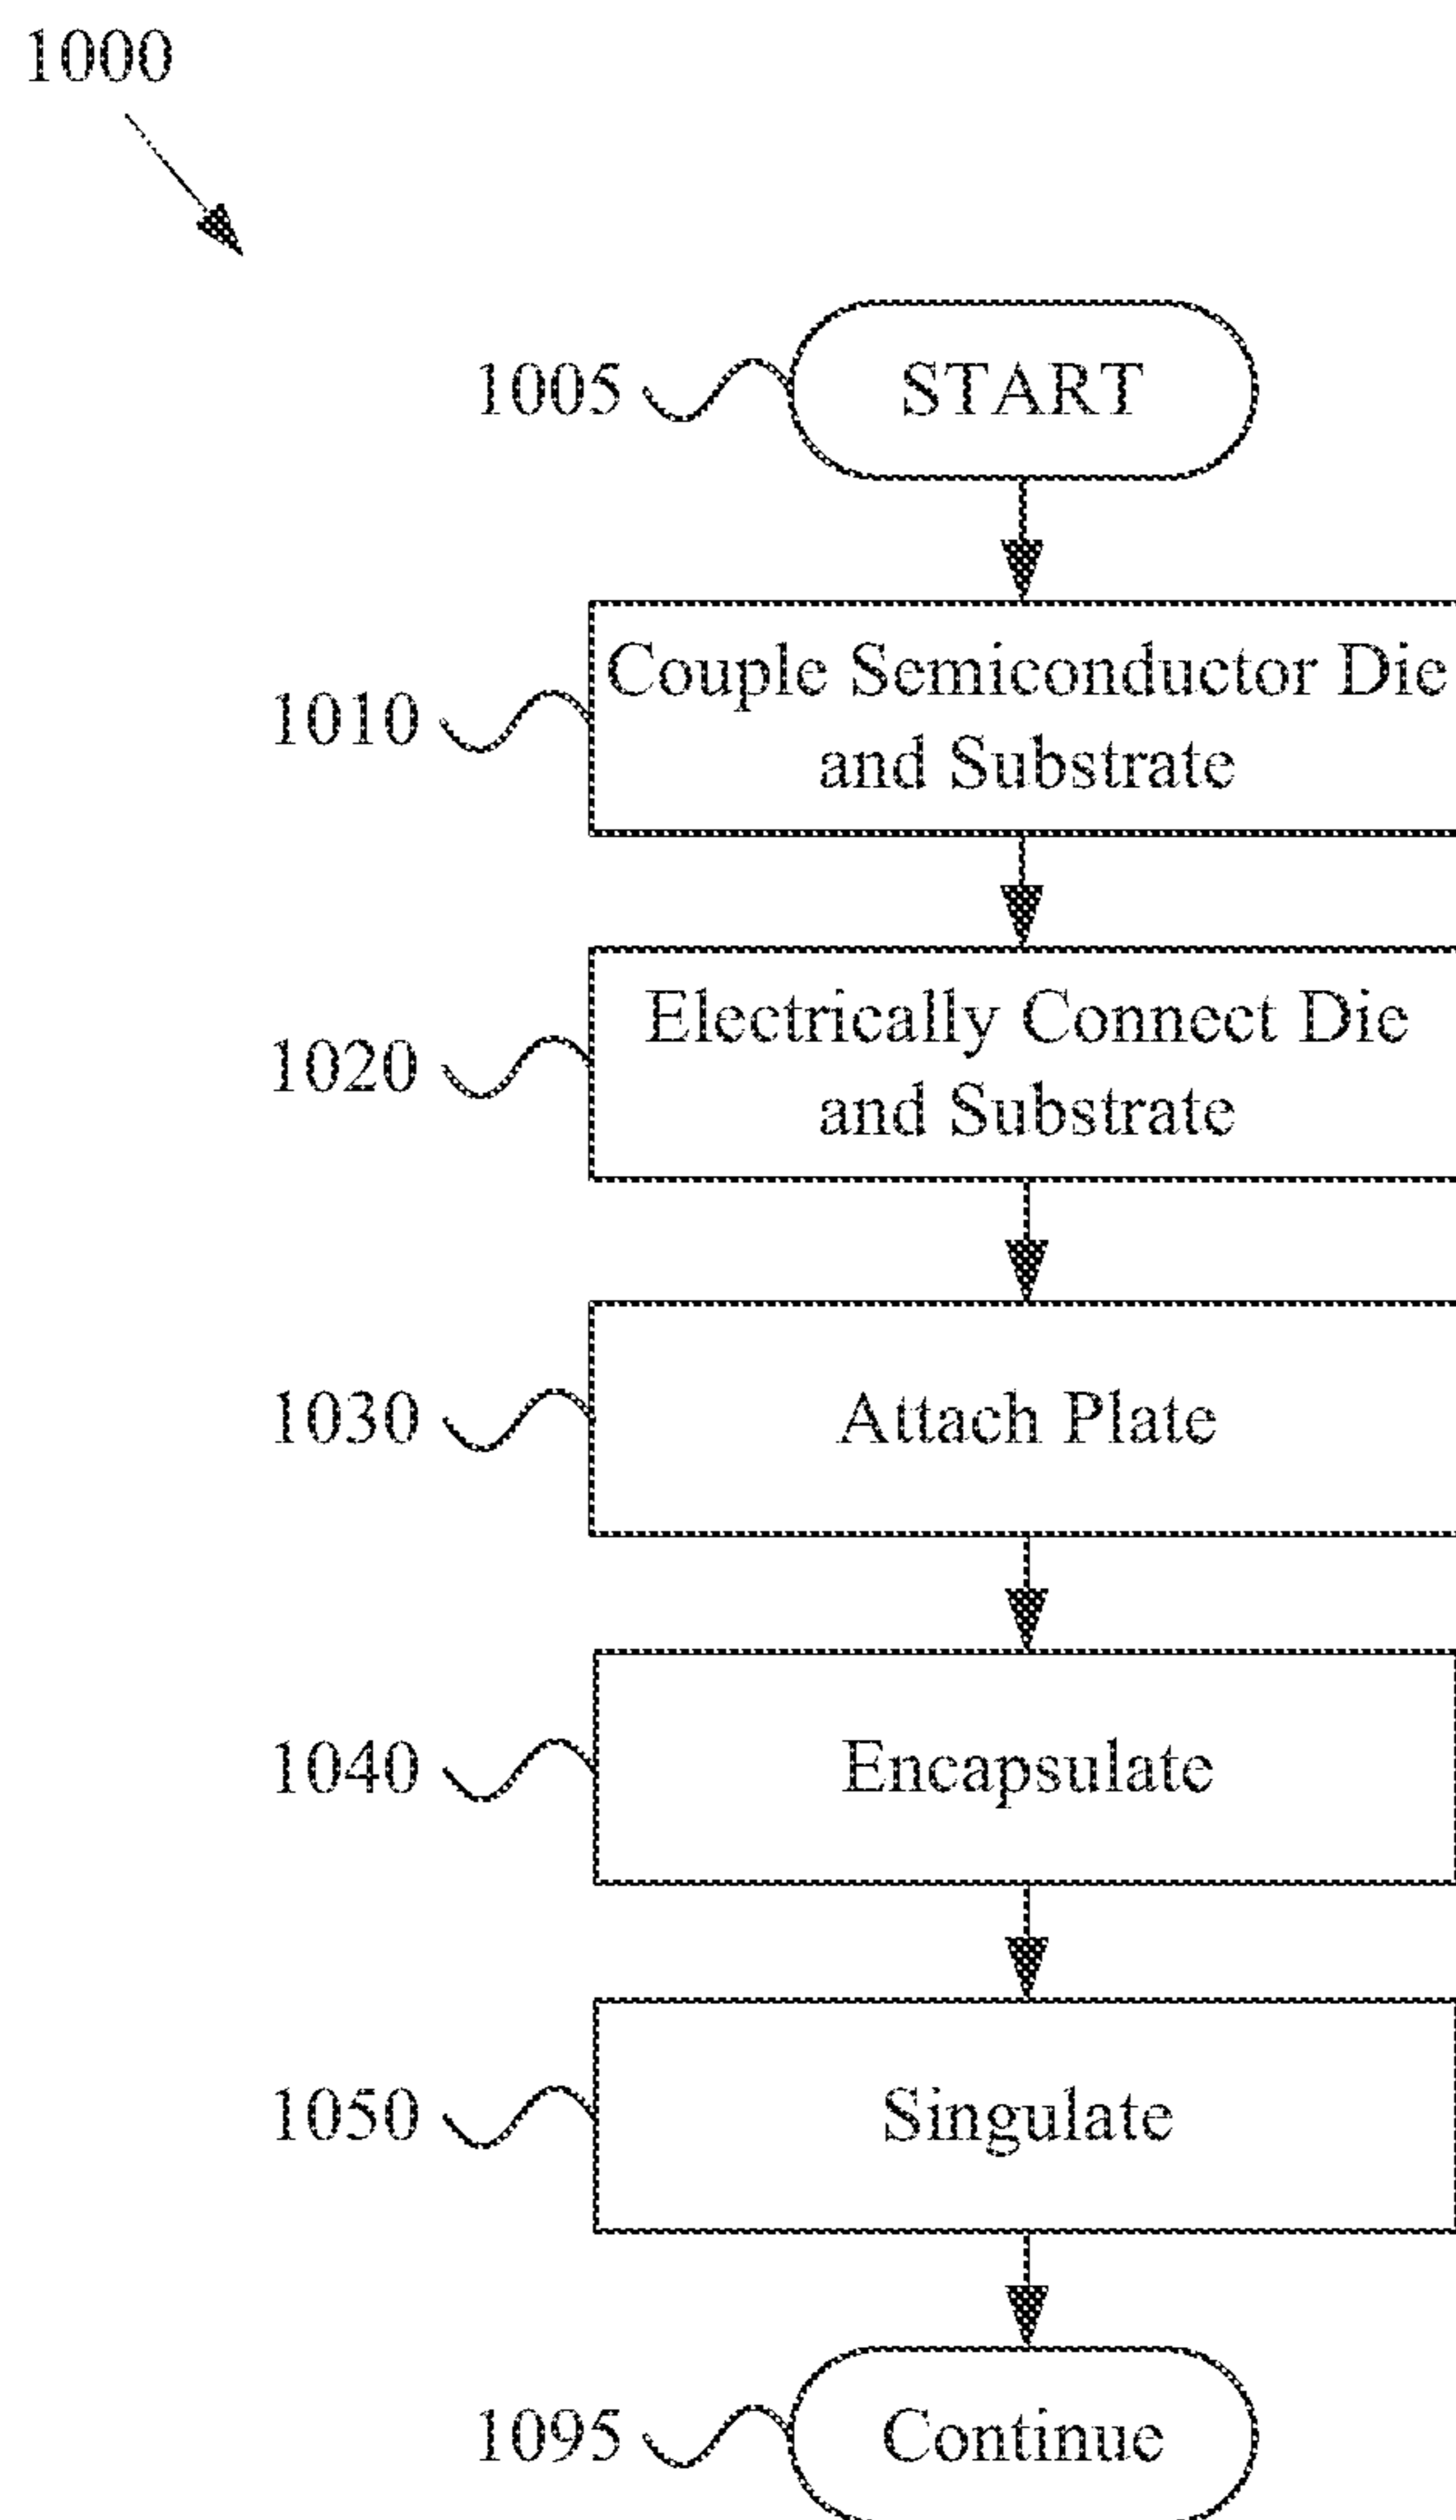 1000
1005 START
1010 Couple Semiconductor Die
and Substrate
1020 Electrically Connect Die
and Substrate
1030 Attach Plate
1040 Encapsulate
1050 Singulate
1095 Continue